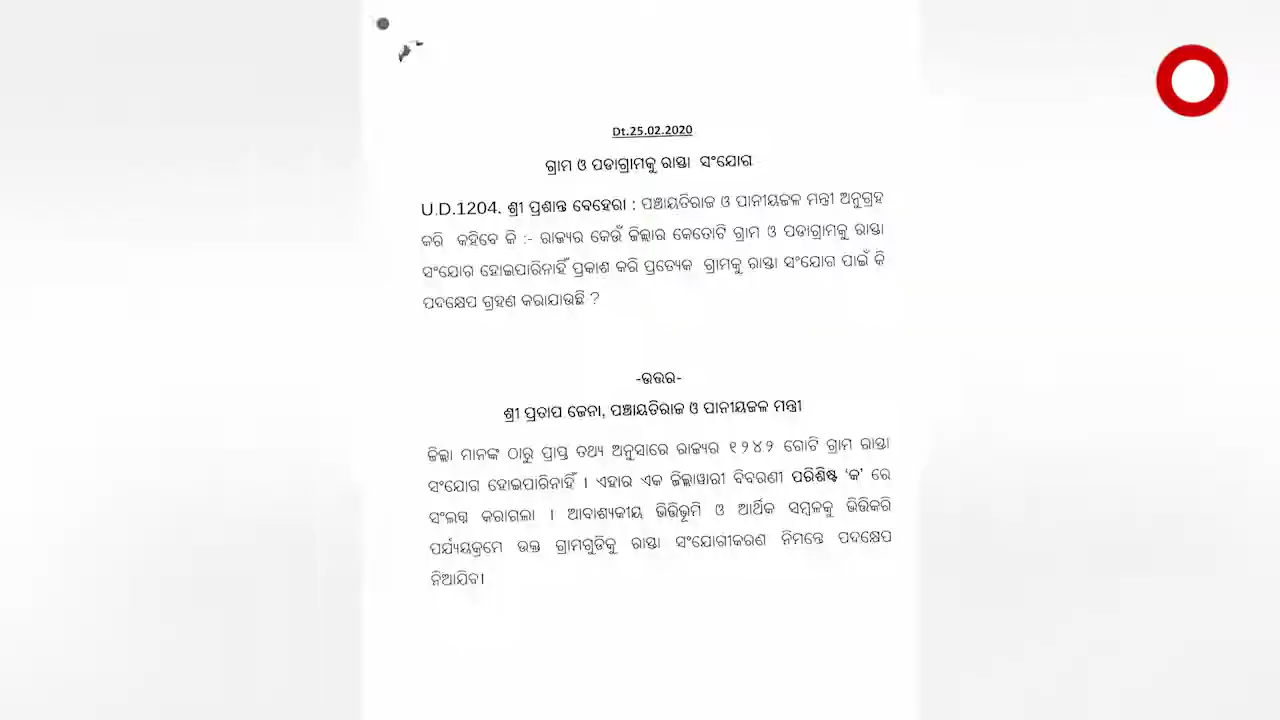 Dt.25.02.2020
ଗ୍ରାମ ଓ ପଡାଗ୍ରାମକୁ ରାସ୍ତା ସଂଯୋଗ
U.D.1204. ଶ୍ରୀ ପ୍ରଶାନ୍ତ ବେହେରା : ପଞ୍ଚାୟତିରାଜ ଓ ପାନୀୟଜଳ ମନ୍ତ୍ରୀ ଅନୁଗ୍ରହ
କରି କହିବେ କି :- ରାଜ୍ୟର କେଉଁ ଜିଲ୍ଲାର କେତୋଟି ଗ୍ରାମ ଓ ପଡାଗ୍ରାମକୁ ରାସ୍ତା
ସଂଯୋଗ ହୋଇପାରିନାହିଁ ପ୍ରକାଶ କରି ପ୍ରତ୍ୟେକ ଗ୍ରାମକୁ ରାସ୍ତା ସଂଯୋଗ ପାଇଁ କି
ପଦକ୍ଷେପ ଗ୍ରହଣ କରାଯାଉଛି ?
-ଉତ୍ତର-
ଶ୍ରୀ ପ୍ରତାପ ଜେନା, ପଞ୍ଚାୟତିରାଜ ଓ ପାନୀୟଜଳ ମନ୍ତ୍ରୀ
ଜିଲ୍ଲା ମାନଙ୍କ ଠାରୁ ପ୍ରାପ୍ତ ତଥ୍ୟ ଅନୁସାରେ ରାଜ୍ୟର ୧୨୪୨ ଗୋଟି ଗ୍ରାମ ରାସ୍ତା
ସଂଯୋଗ ହୋଇପାରିନାହିଁ । ଏହାର ଏକ ଜିଲ୍ଲାୱାରୀ ବିବରଣୀ ପରିଶିଷ୍ଟ ‘କ’ ରେ
ସଂଲଗ୍ନ କରାଗଲା । ଆବାଶ୍ୟକୀୟ ଭିତ୍ତିଭୂମି ଓ ଆର୍ଥିକ ସମ୍ବଳକୁ ଭିତ୍ତିକରି
ପର୍ଯ୍ୟାୟକ୍ରମେ ଉକ୍ତ ଗ୍ରାମଗୁଡିକୁ ରାସ୍ତା ସଂଯୋଗୀକରଣ ନିମନ୍ତେ ପଦକ୍ଷେପ
ନିଆଯିବ।